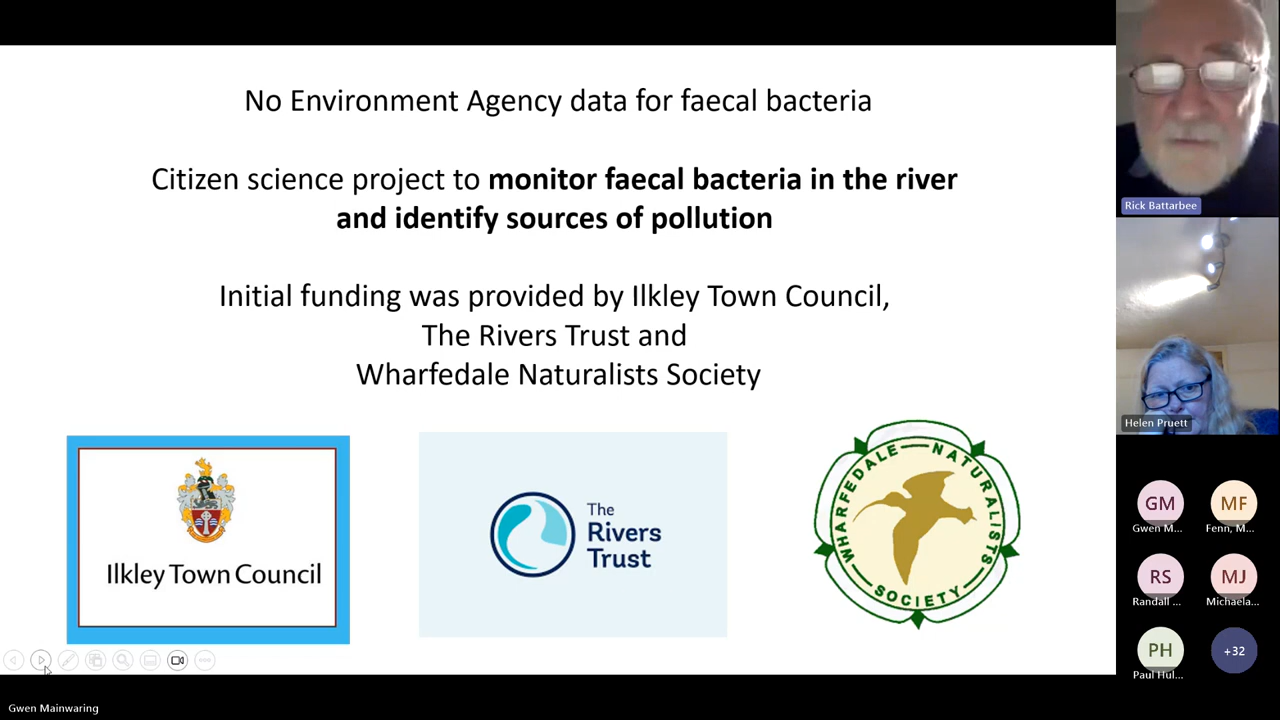 No Environment Agency data for faecal bacteria
Citizen science project to monitor faecal bacteria in the river
and identify sources of pollution
Initial funding was provided by Ilkley Town Council,
The Rivers Trust and
Wharfedale Naturalists Society
Ilkley Town Council
The
Rivers
Trust
WHARFEDALE NATURALISTS
SOCIETY
Rick Battarbee
Helen Pruett
GM
Gwen M...
MF
Fenn, M...
RS
Randall ...
MJ
Michaela...
PH
Paul Hul...
+32
Gwen Mainwaring